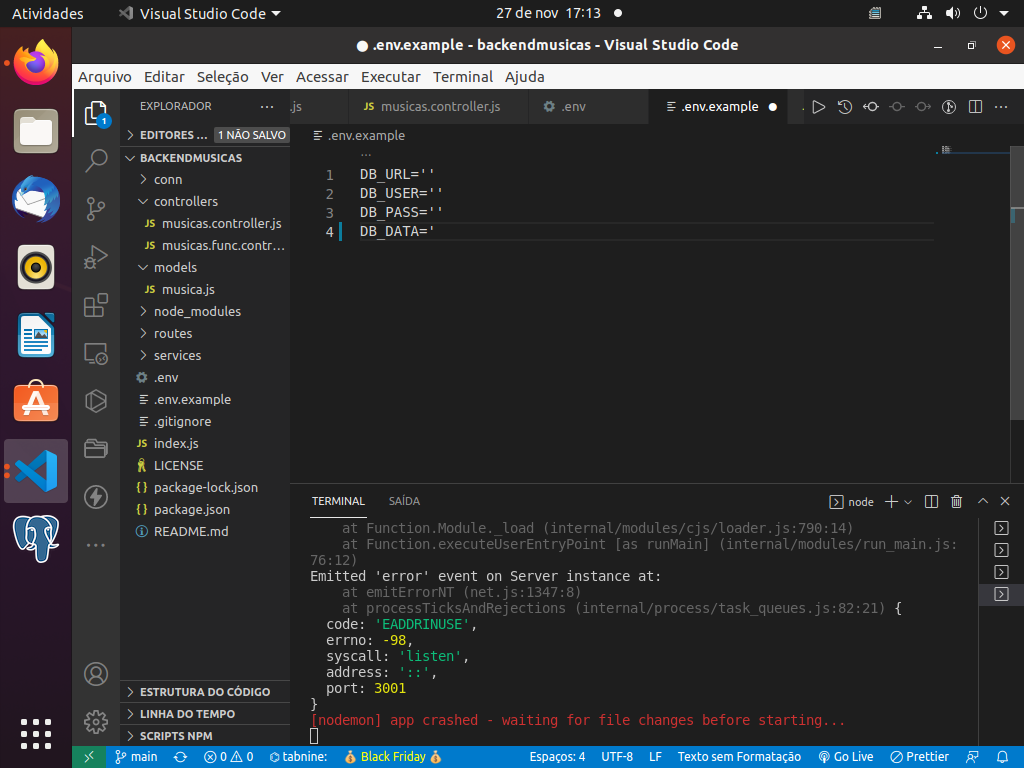 Atividades
Visual Studio Code
27 de nov 17:13
.env.example - backendmusicas - Visual Studio Code
Arquivo Editar Seleção Ver Acessar Executar Terminal Ajuda
EXPLORADOR
.js
musicas.controller.js
.env
.env.example
EDITORES ...
1 NÃO SALVO
BACKENDMUSICAS
conn
controllers
JS musicas.controller.js
JS musicas.func.contr...
models
JS musica.js
node_modules
routes
services
.env
.env.example
.gitignore
JS index.js
LICENSE
{} package-lock.json
{} package.json
README.md
ESTRUTURA DO CÓDIGO
LINHA DO TEMPO
SCRIPTS NPM
.env.example
...
1 DB_URL=''
2 DB_USER=''
3 DB_PASS=''
4 DB_DATA='
TERMINAL SAÍDA
node
at Function.Module._load (internal/modules/cjs/loader.js:790:14)
at Function.executeUserEntryPoint [as runMain] (internal/modules/run_main.js:
76:12)
Emitted 'error' event on Server instance at:
at emitErrorNT (net.js:1347:8)
at processTicksAndRejections (internal/process/task_queues.js:82:21) {
code: 'EADDRINUSE',
errno: -98,
syscall: 'listen',
address: '::',
port: 3001
}
[nodemon] app crashed - waiting for file changes before starting...
main
0 0
tabnine:
Black Friday
Espaços: 4
UTF-8
LF
Texto sem Formatação
Go Live
Prettier